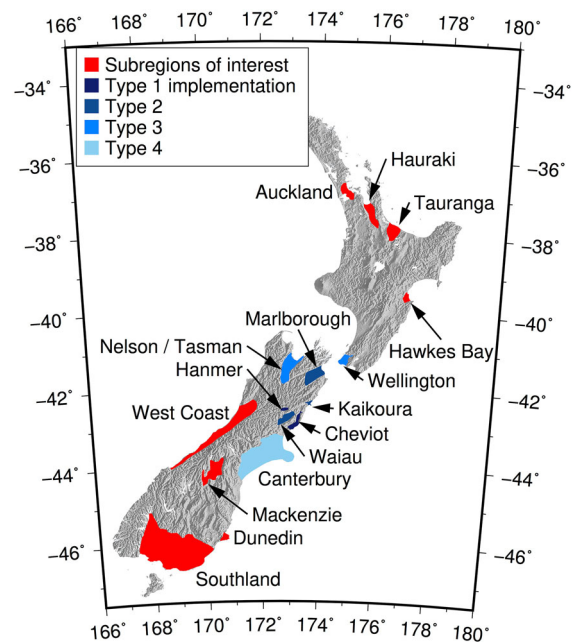 166° 168° 170° 172° 174° 176° 178° 180°
Subregions of interest
Type 1 implementation
Type 2
Type 3
Type 4
−34° −34°
−36° −36°
−38° −38°
−40° −40°
−42° −42°
−44° −44°
−46° −46°
Hauraki
Auckland
Tauranga
Marlborough
Hawkes Bay
Nelson / Tasman
Hanmer
Wellington
West Coast
Kaikoura
Cheviot
Waiau
Canterbury
Mackenzie
Dunedin
Southland
166° 168° 170° 172° 174° 176° 178° 180°